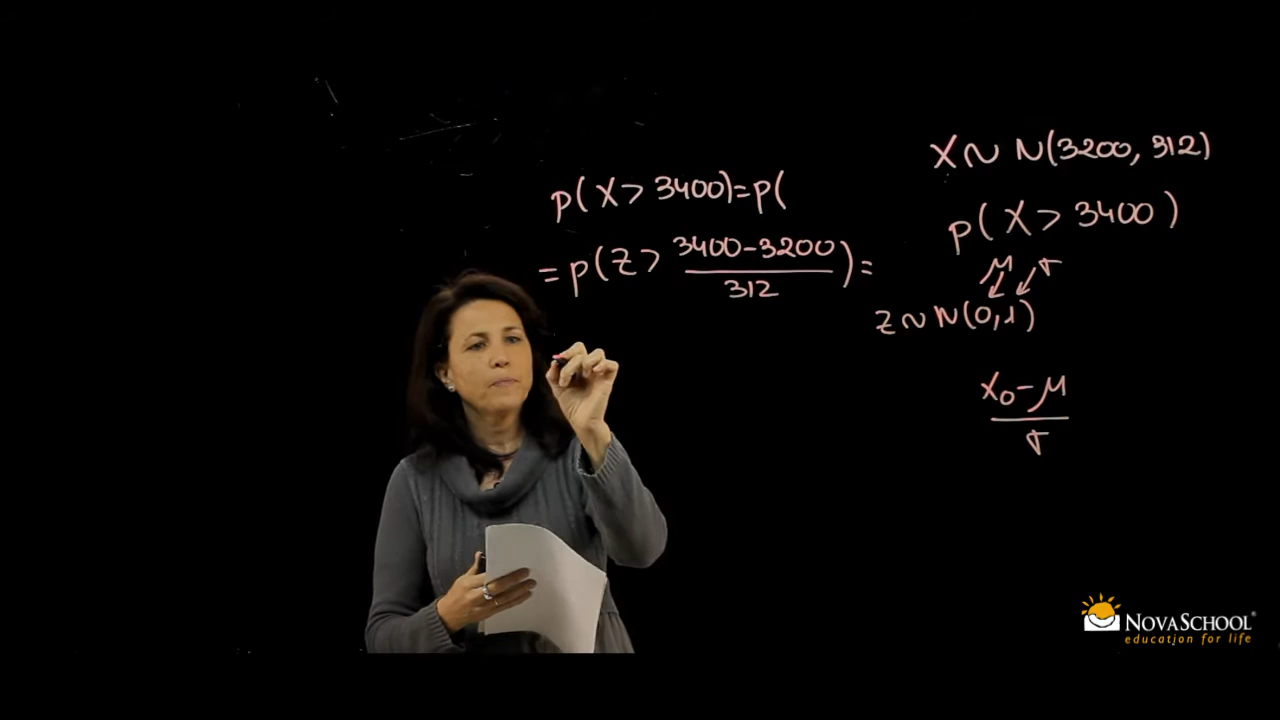 X ~ N(3200, 312)
p(X > 3400) = p(
p(X > 3400)
= p(Z > (3400-3200)/312) =
μ σ
Z ~ N(0,1)
x₀ - μ
σ
NOVASCHOOL®
education for life